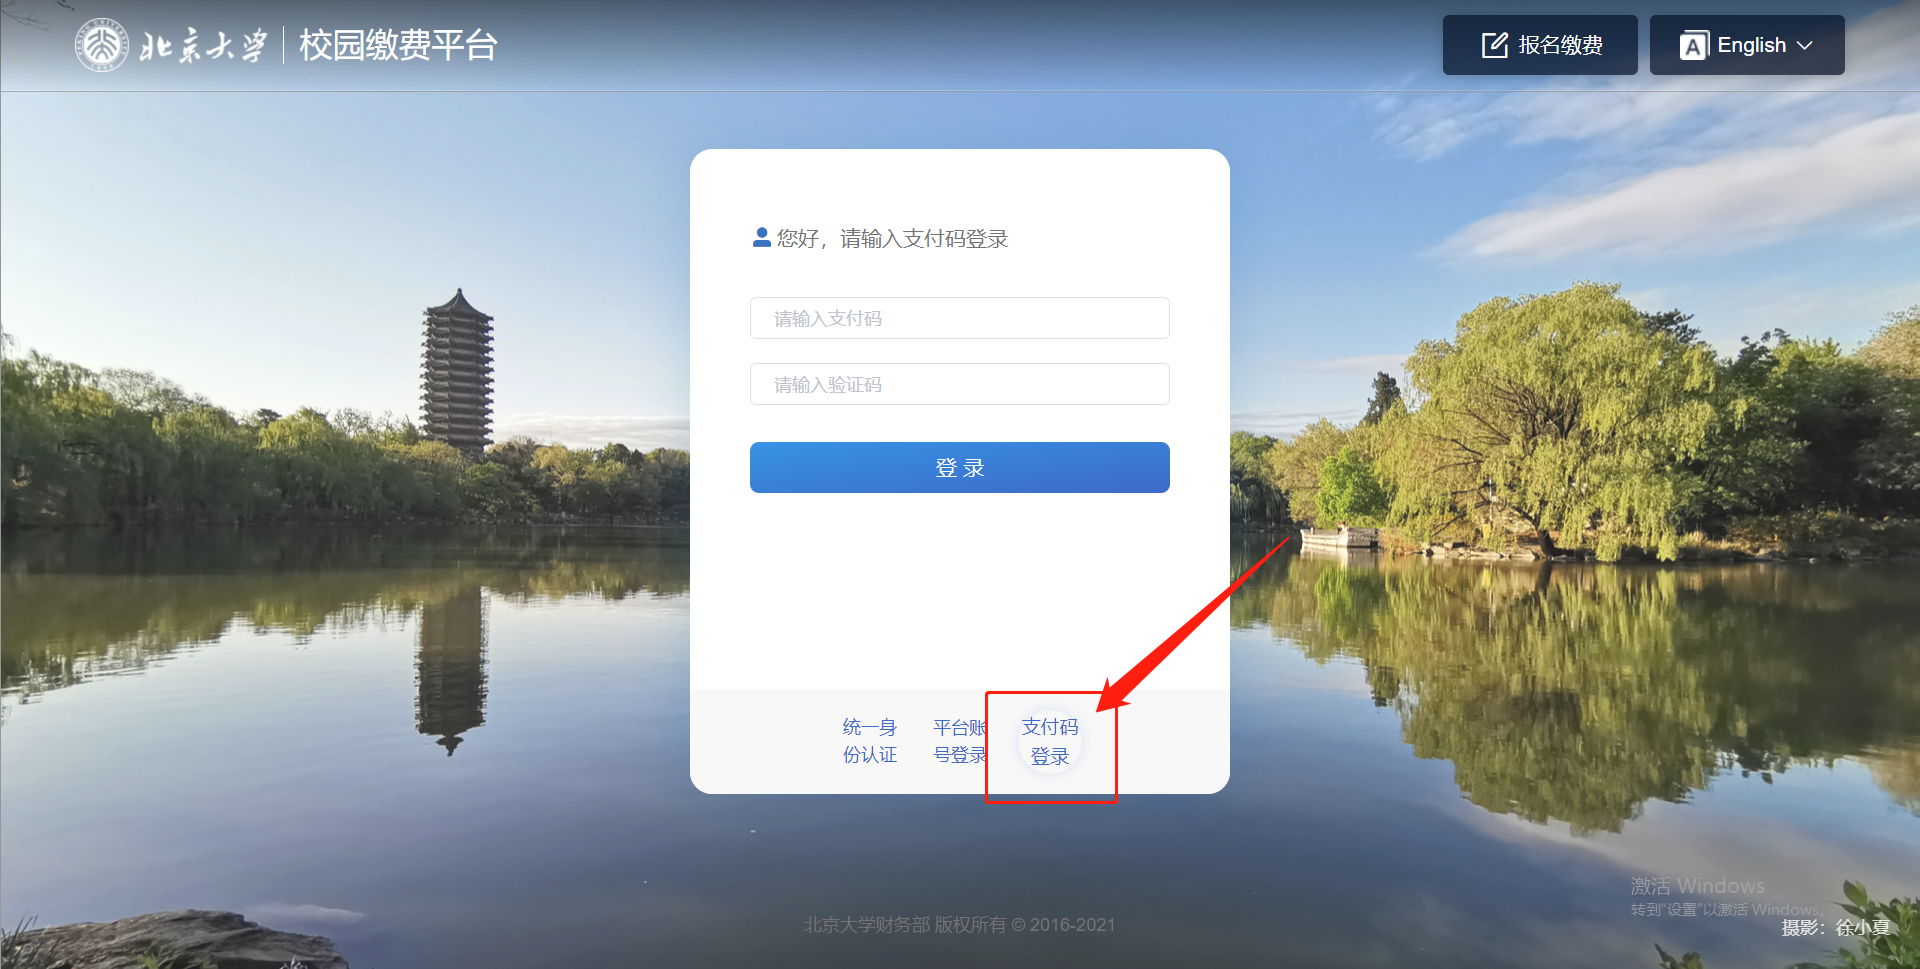 北京大学 校园缴费平台
报名缴费
English
您好，请输入支付码登录
请输入支付码
请输入验证码
登 录
统一身
份认证
平台账
号登录
支付码
登录
激活 Windows
转到"设置"以激活 Windows。
北京大学财务部 版权所有 © 2016-2021
摄影：徐小夏